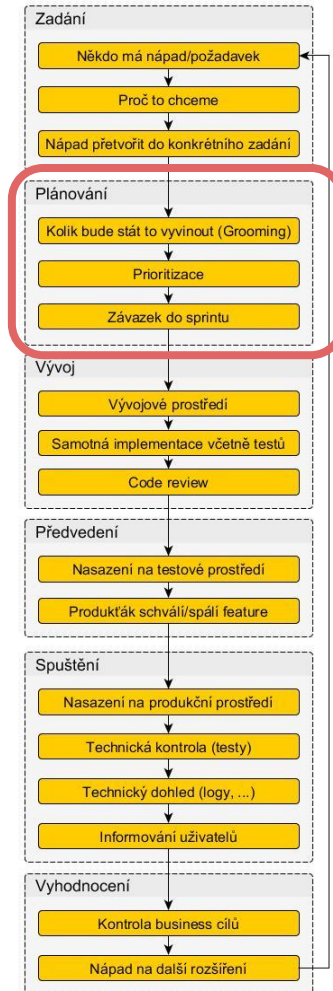 Zadání
Někdo má nápad/požadavek
Proč to chceme
Nápad přetvořit do konkrétního zadání
Plánování
Kolik bude stát to vyvinout (Grooming)
Prioritizace
Závazek do sprintu
Vývoj
Vývojové prostředí
Samotná implementace včetně testů
Code review
Předvedení
Nasazení na testové prostředí
Produkťák schválí/spálí feature
Spuštění
Nasazení na produkční prostředí
Technická kontrola (testy)
Technický dohled (logy, ...)
Informování uživatelů
Vyhodnocení
Kontrola business cílů
Nápad na další rozšíření